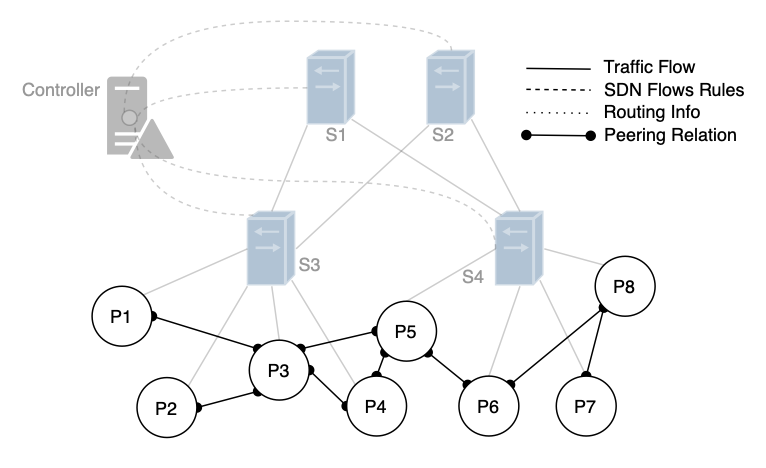 Controller
S1
S2
Traffic Flow
SDN Flows Rules
Routing Info
Peering Relation
S3
S4
P8
P1
P5
P3
P2
P4
P6
P7